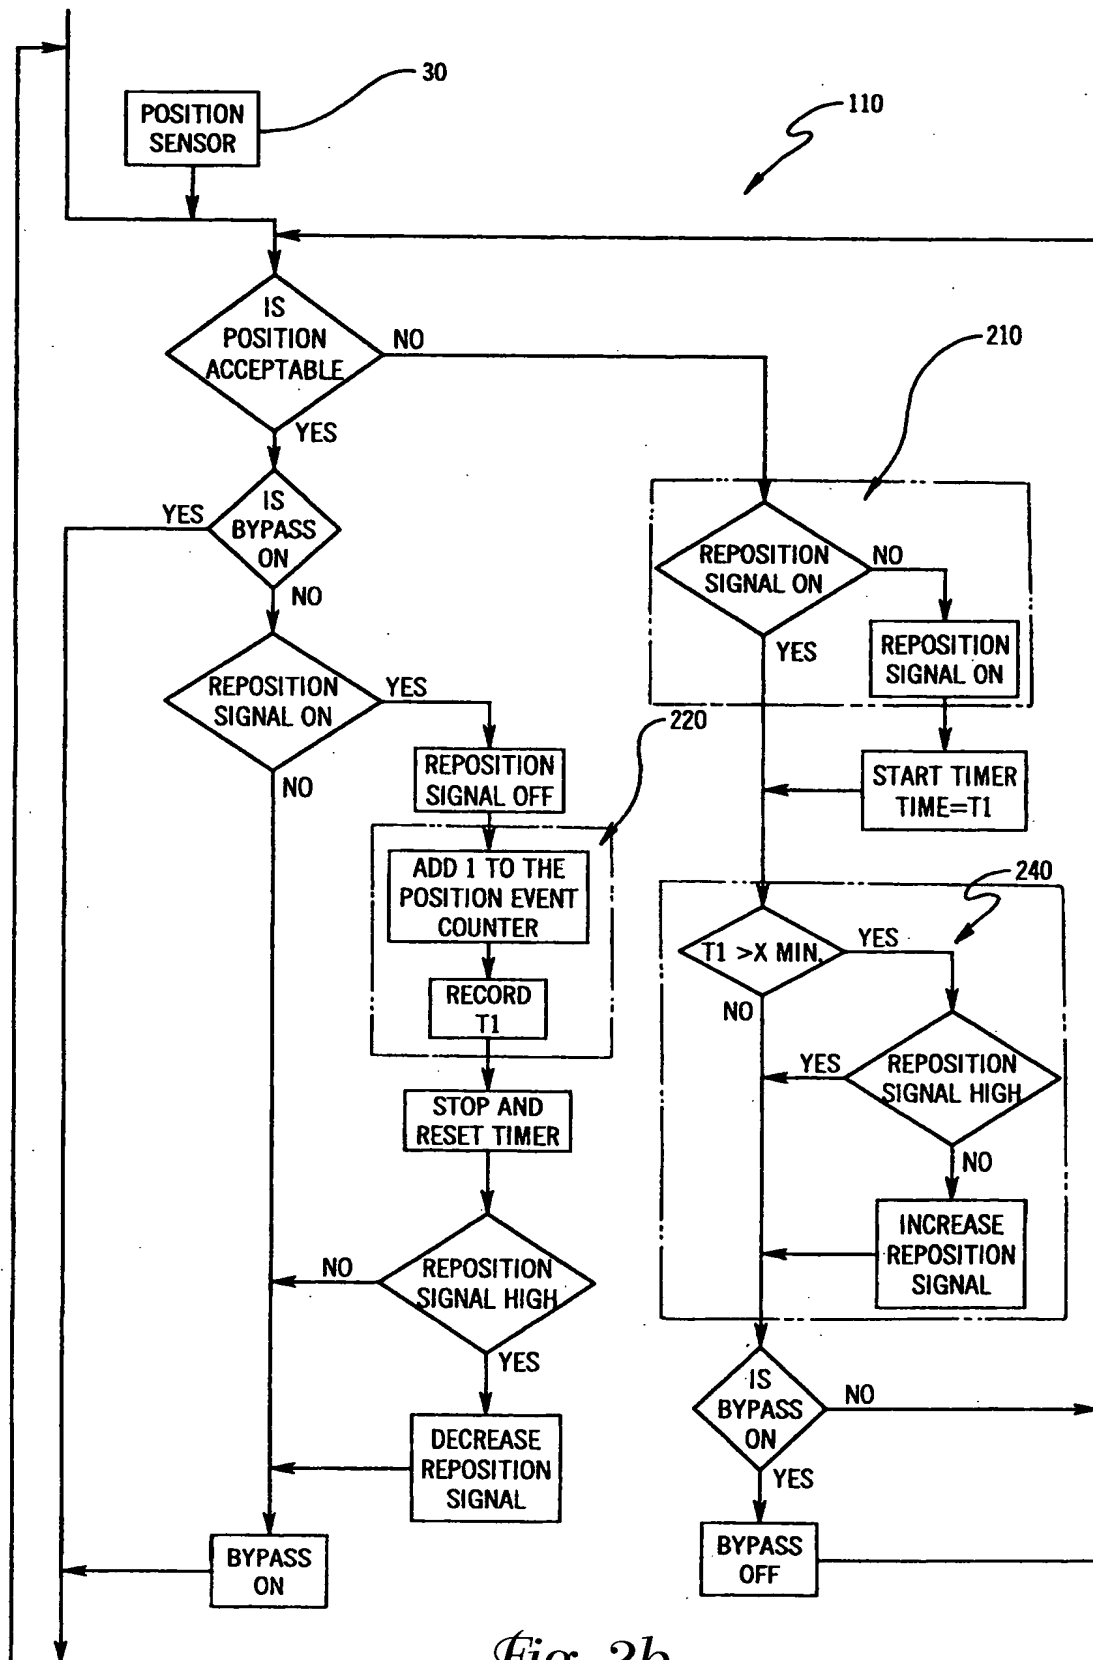 30
POSITION
SENSOR
110
IS
POSITION
ACCEPTABLE
NO
YES
210
IS
BYPASS
ON
YES
NO
REPOSITION
SIGNAL ON
NO
YES
REPOSITION
SIGNAL ON
REPOSITION
SIGNAL ON
YES
NO
220
REPOSITION
SIGNAL OFF
START TIMER
TIME=T1
ADD 1 TO THE
POSITION EVENT
COUNTER
RECORD
T1
240
T1 >X MIN.
YES
NO
REPOSITION
SIGNAL HIGH
YES
NO
STOP AND
RESET TIMER
INCREASE
REPOSITION
SIGNAL
REPOSITION
SIGNAL HIGH
NO
YES
IS
BYPASS
ON
NO
YES
DECREASE
REPOSITION
SIGNAL
BYPASS
ON
BYPASS
OFF
Fig. 2b